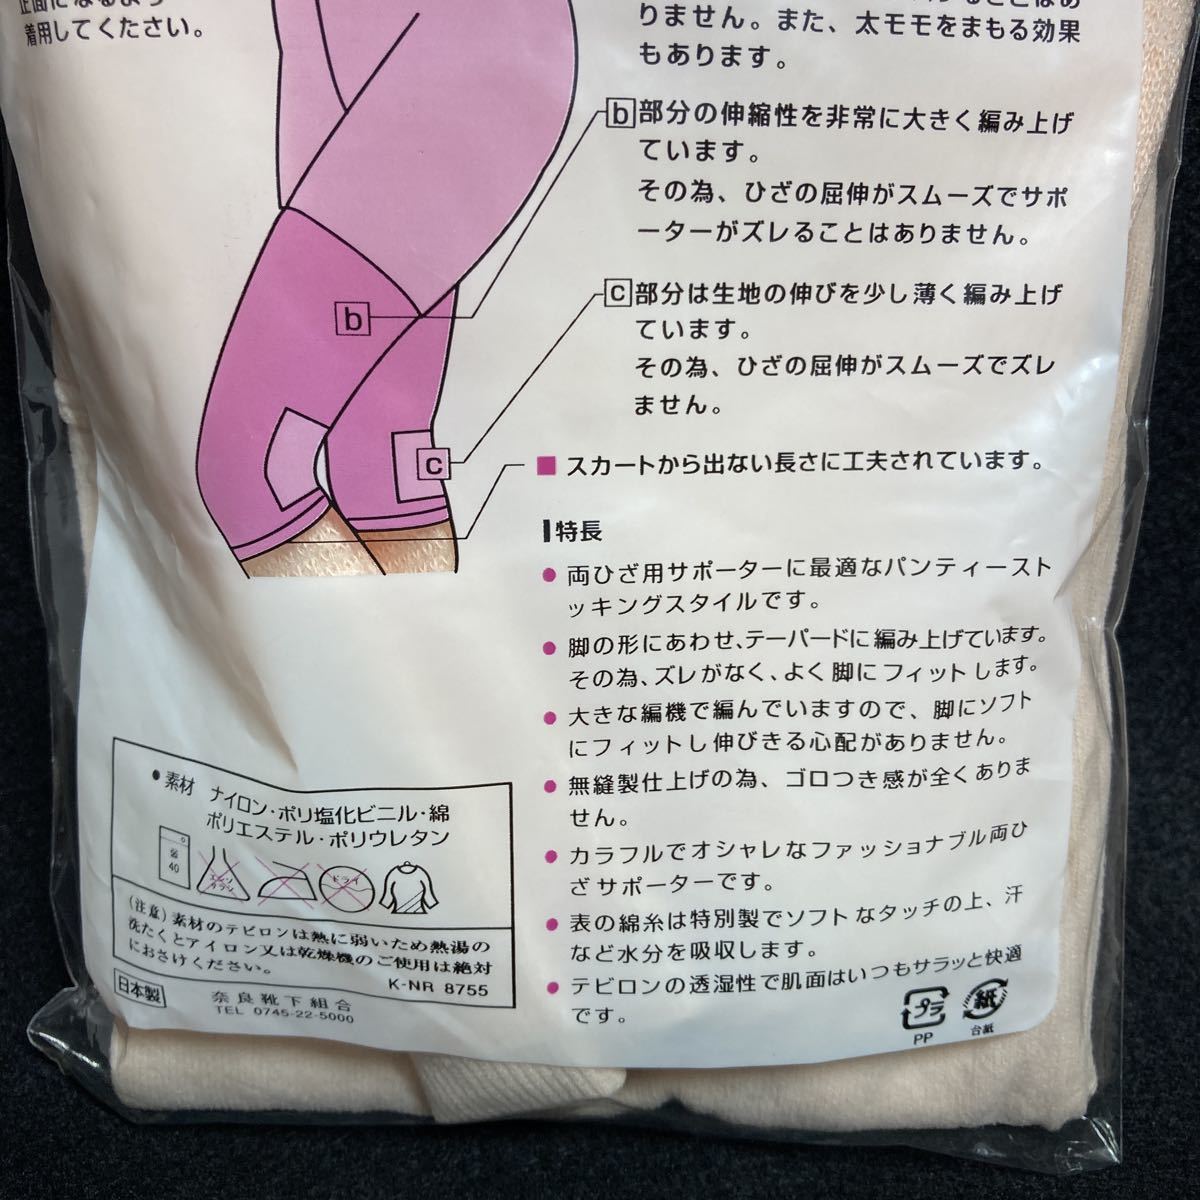 着用してください。
りません。また、太モモをまもる効果
もあります。
b 部分の伸縮性を非常に大きく編み上げ
ています。
その為、ひざの屈伸がスムーズでサポ
ーターがズレることはありません。
b
c 部分は生地の伸びを少し薄く編み上げ
ています。
その為、ひざの屈伸がスムーズでズレ
ません。
c
■ スカートから出ない長さに工夫されています。
特長
● 両ひざ用サポーターに最適なパンティースト
ッキングスタイルです。
● 脚の形にあわせ、テーパードに編み上げています。
その為、ズレがなく、よく脚にフィットします。
● 大きな編機で編んでいますので、脚にソフト
にフィットし伸びきる心配がありません。
● 無縫製仕上げの為、ゴロつき感が全くありま
せん。
● カラフルでオシャレなファッショナブル両ひ
ざサポーターです。
● 表の綿糸は特別製でソフトなタッチの上、汗
など水分を吸収します。
● テビロンの透湿性で肌面はいつもサラッと快適
です。
● 素材 ナイロン・ポリ塩化ビニル・綿
ポリエステル・ポリウレタン
40
エンソ
サラシ
ドライ
(注意) 素材のテビロンは熱に弱いため熱湯の
洗たくとアイロン又は乾燥機のご使用は絶対
におさけください。
K-NR 8755
日本製
奈良靴下組合
TEL 0745-22-5000
プラ
PP
紙
台紙